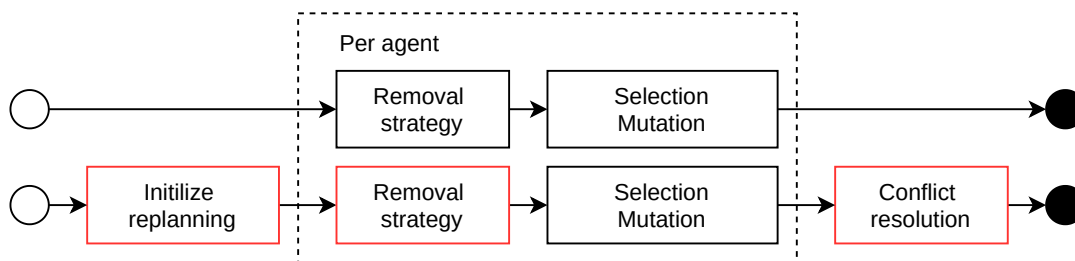 Per agent
Removal
strategy
Selection
Mutation
Initilize
replanning
Removal
strategy
Selection
Mutation
Conflict
resolution